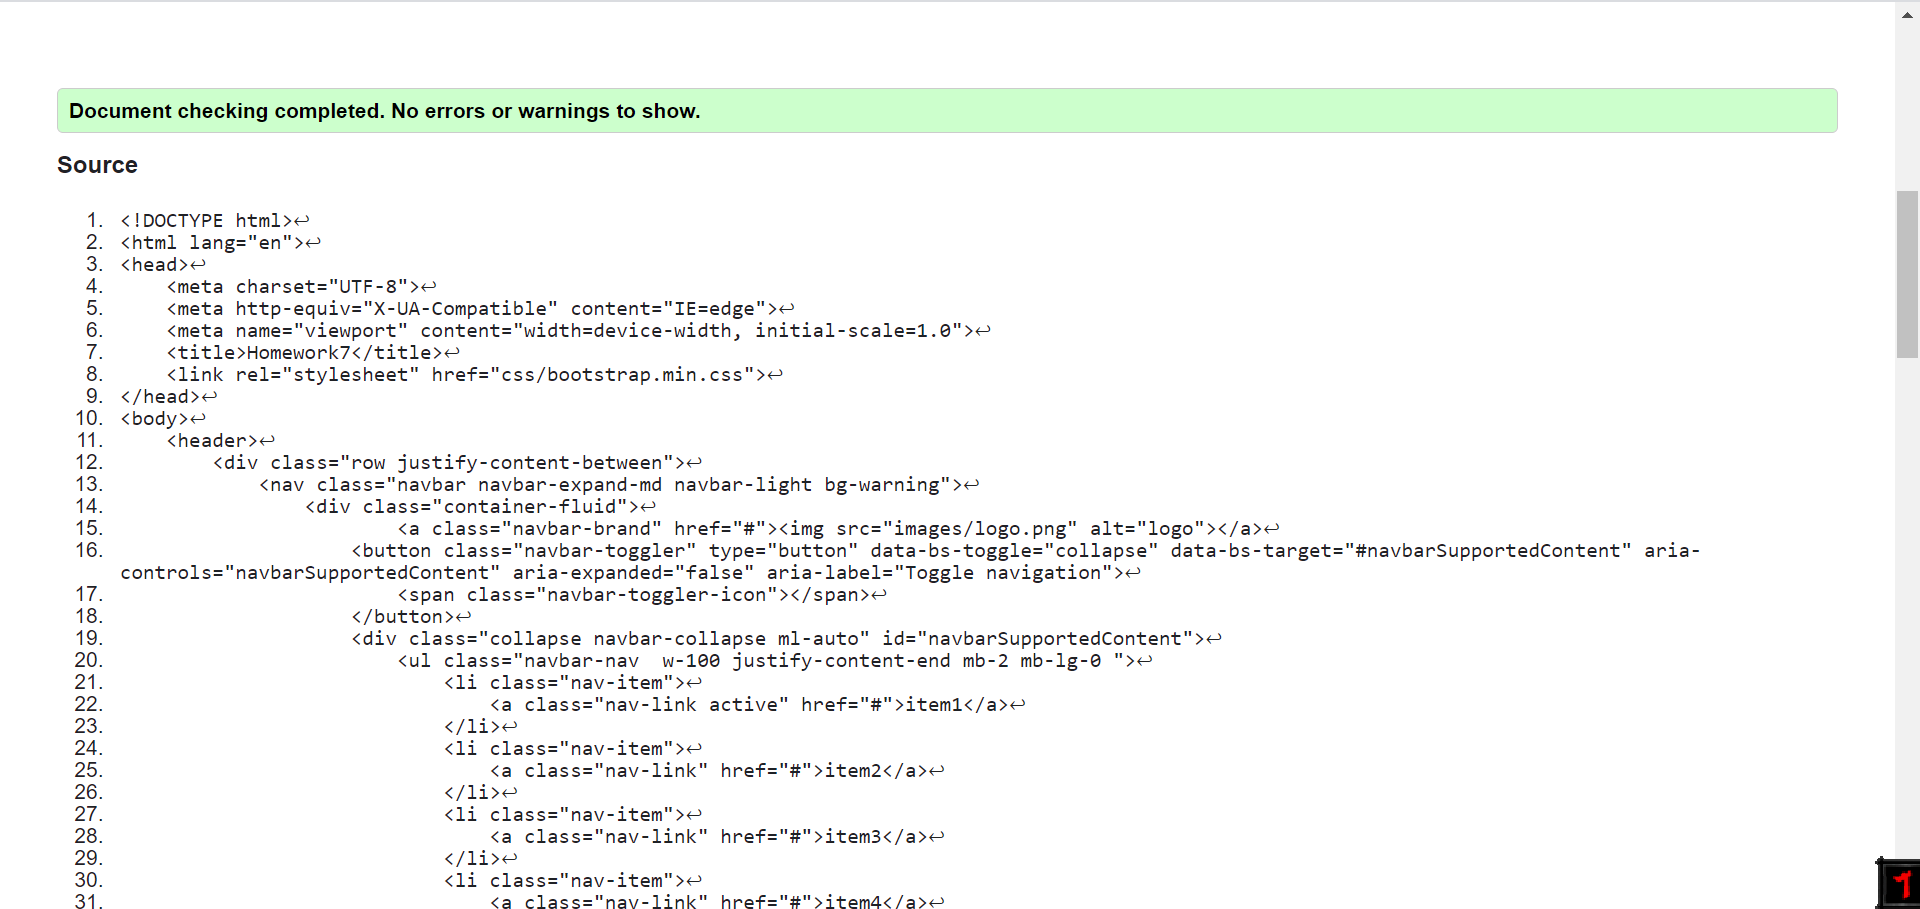 Document checking completed. No errors or warnings to show.
Source
1. <!DOCTYPE html>↩
2. <html lang="en">↩
3. <head>↩
4.     <meta charset="UTF-8">↩
5.     <meta http-equiv="X-UA-Compatible" content="IE=edge">↩
6.     <meta name="viewport" content="width=device-width, initial-scale=1.0">↩
7.     <title>Homework7</title>↩
8.     <link rel="stylesheet" href="css/bootstrap.min.css">↩
9. </head>↩
10. <body>↩
11.     <header>↩
12.         <div class="row justify-content-between">↩
13.             <nav class="navbar navbar-expand-md navbar-light bg-warning">↩
14.                 <div class="container-fluid">↩
15.                         <a class="navbar-brand" href="#"><img src="images/logo.png" alt="logo"></a>↩
16.                     <button class="navbar-toggler" type="button" data-bs-toggle="collapse" data-bs-target="#navbarSupportedContent" aria-
controls="navbarSupportedContent" aria-expanded="false" aria-label="Toggle navigation">↩
17.                         <span class="navbar-toggler-icon"></span>↩
18.                     </button>↩
19.                     <div class="collapse navbar-collapse ml-auto" id="navbarSupportedContent">↩
20.                         <ul class="navbar-nav  w-100 justify-content-end mb-2 mb-lg-0 ">↩
21.                             <li class="nav-item">↩
22.                                 <a class="nav-link active" href="#">item1</a>↩
23.                             </li>↩
24.                             <li class="nav-item">↩
25.                                 <a class="nav-link" href="#">item2</a>↩
26.                             </li>↩
27.                             <li class="nav-item">↩
28.                                 <a class="nav-link" href="#">item3</a>↩
29.                             </li>↩
30.                             <li class="nav-item">↩
31.                                 <a class="nav-link" href="#">item4</a>↩